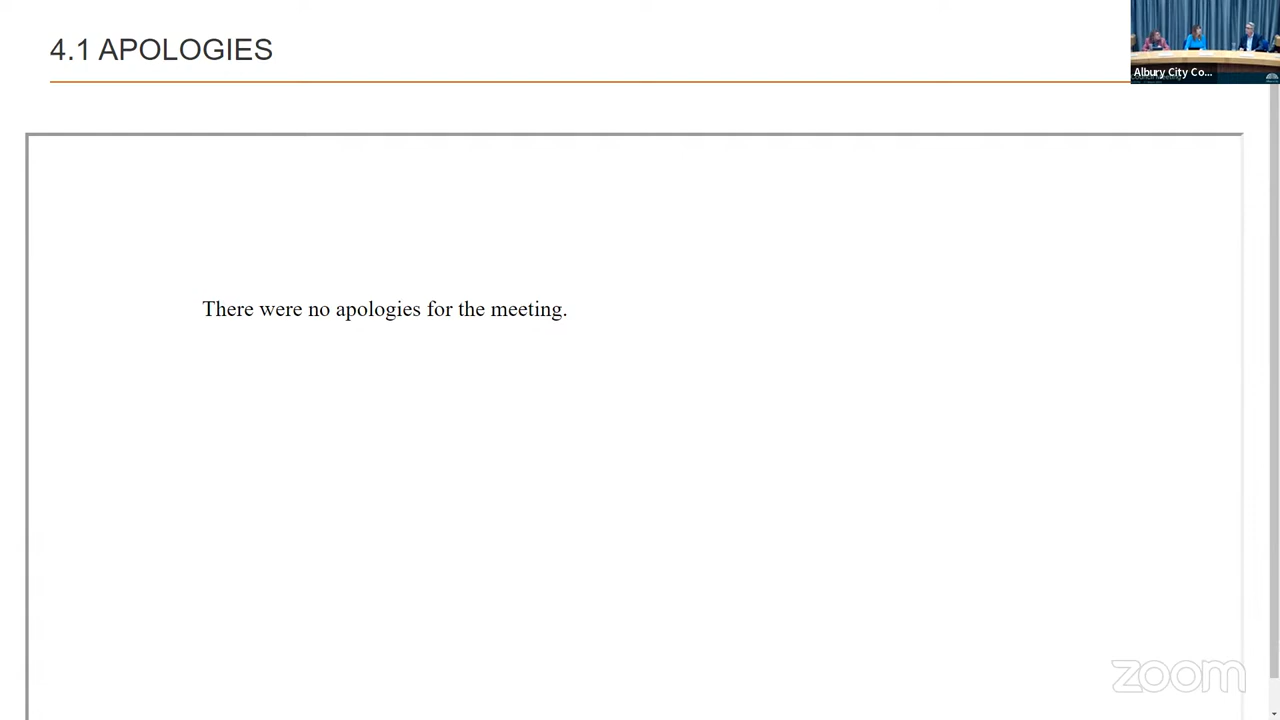 4.1 APOLOGIES
Albury City Co...
There were no apologies for the meeting.
zoom